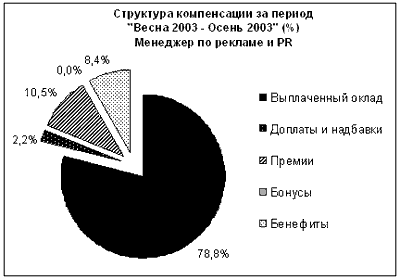 Структура компенсации за период
"Весна 2003 - Осень 2003" (%)
Менеджер по рекламе и PR
8,4%
0,0%
10,5%
2,2%
78,8%
Выплаченный оклад
Доплаты и надбавки
Премии
Бонусы
Бенефиты